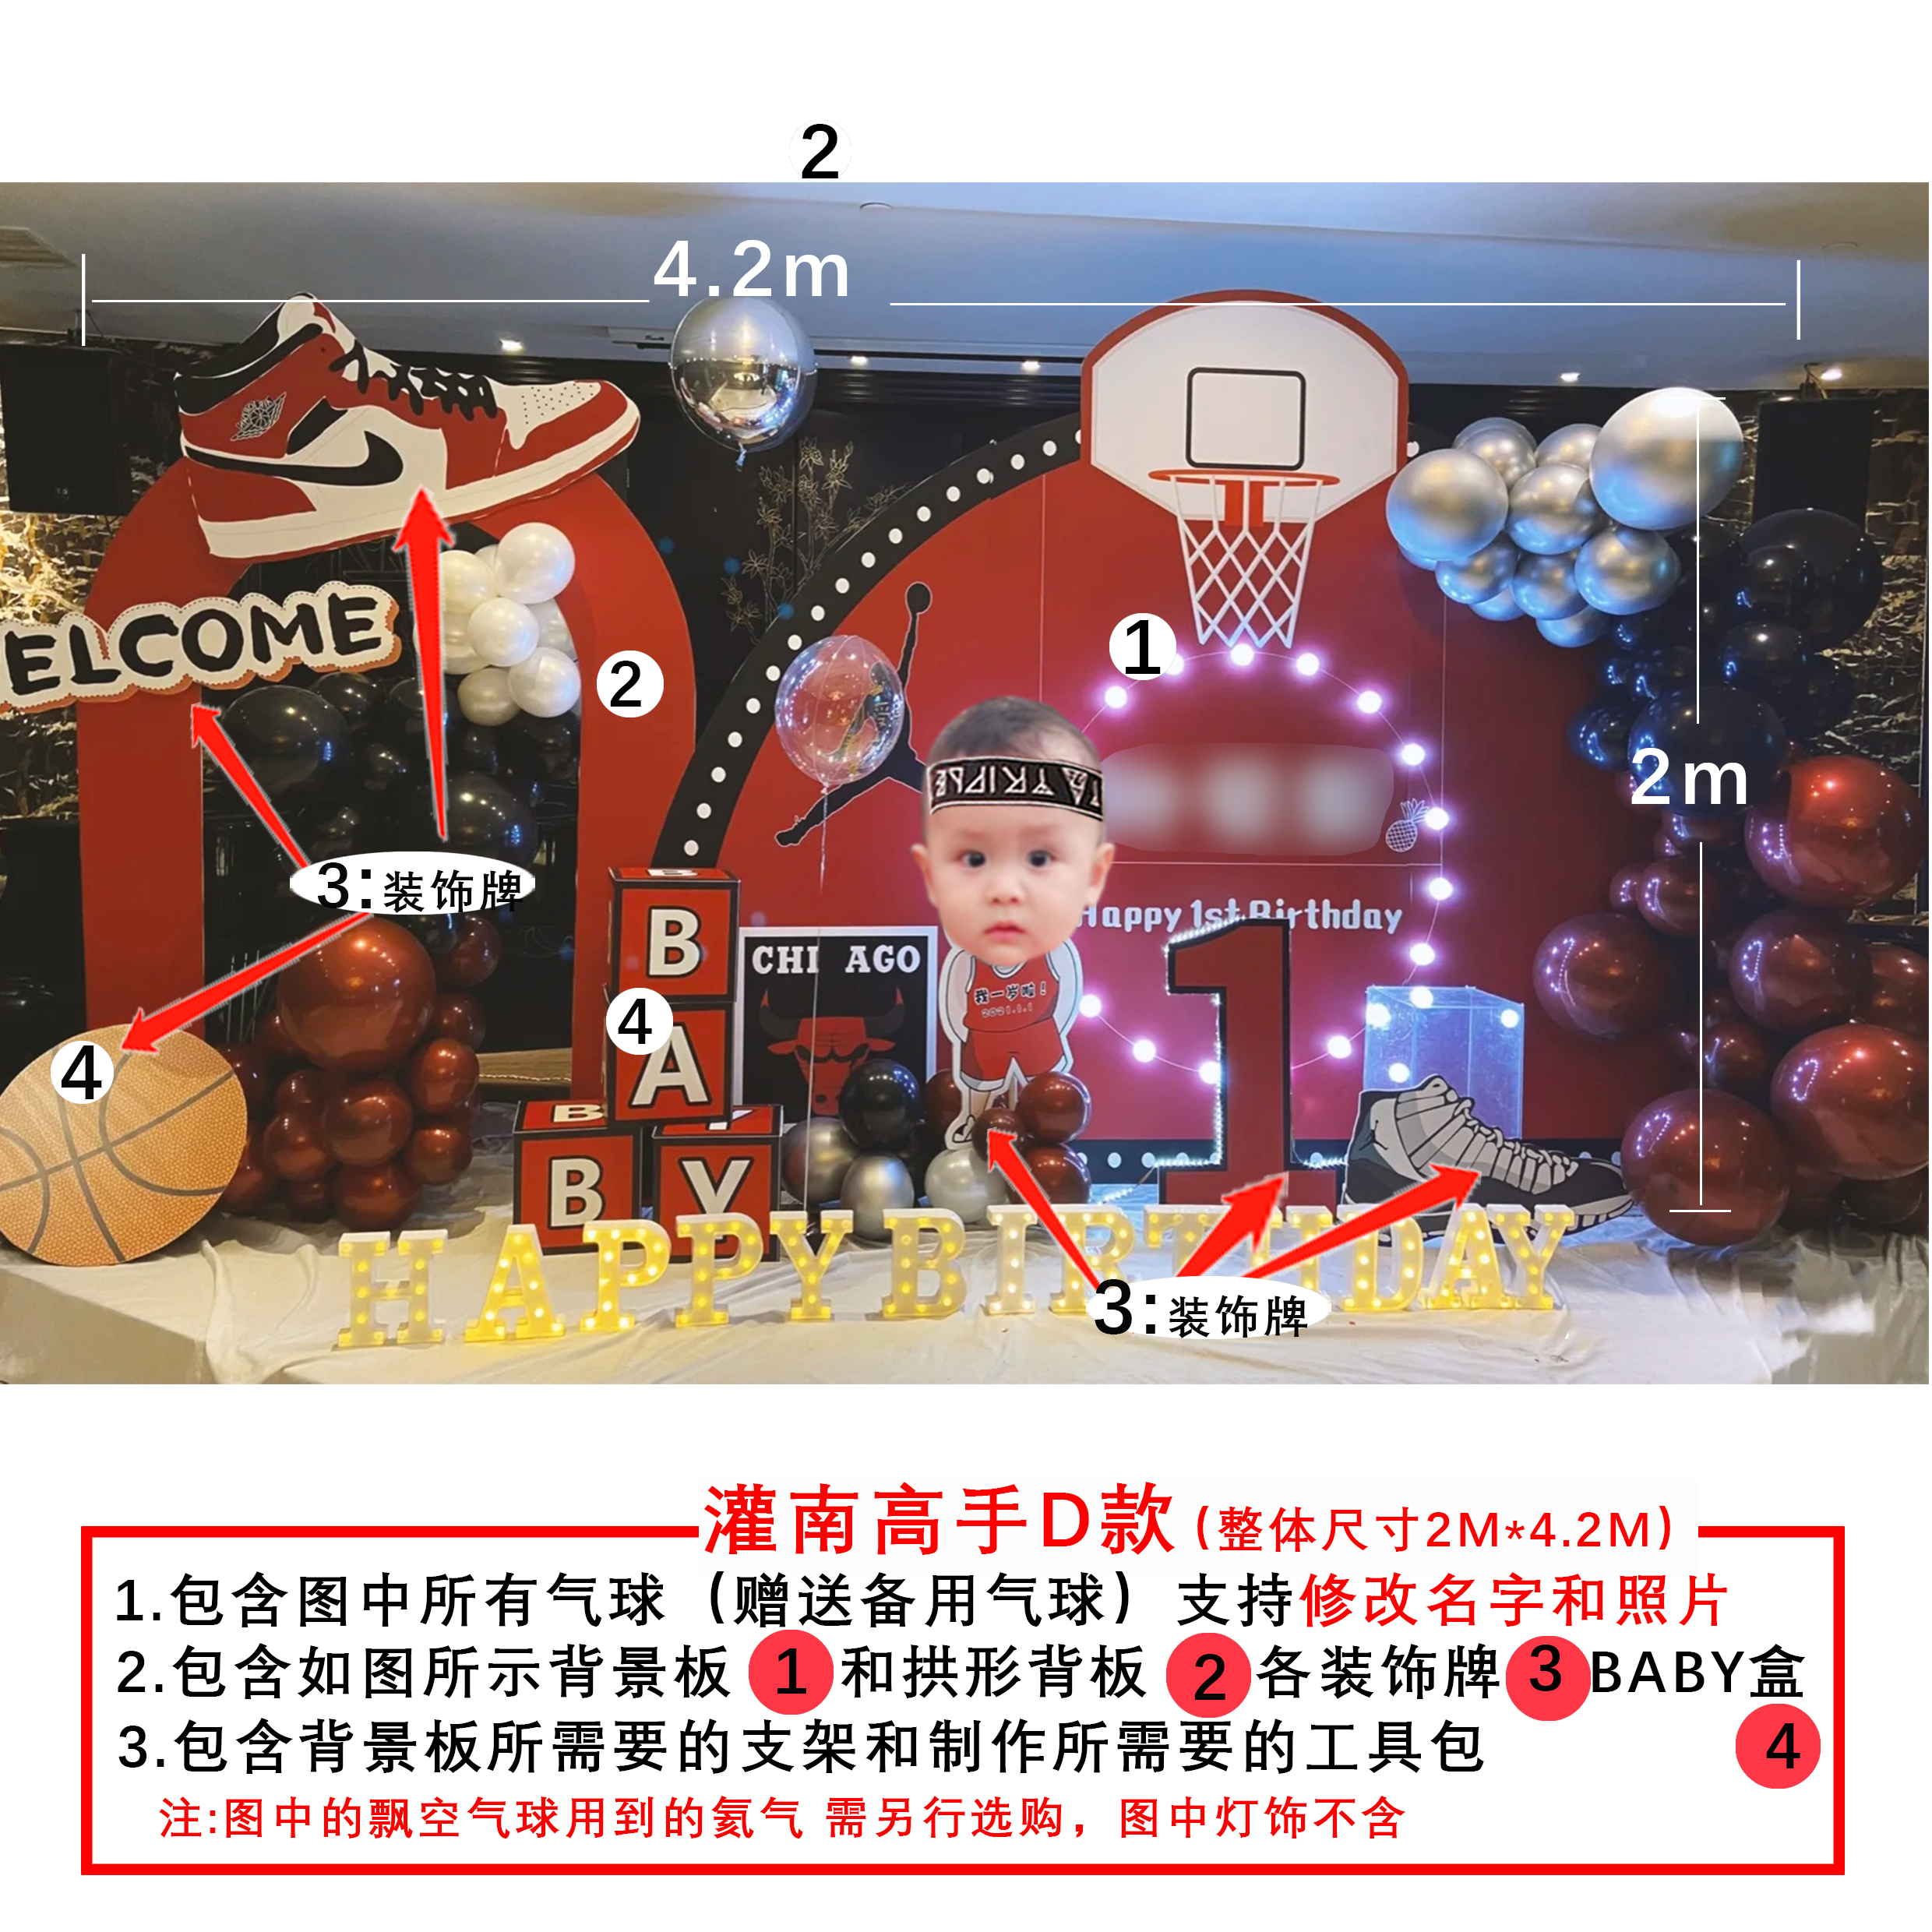 2
4.2m
WELCOME
1
2
2m
TRIPLE
3:装饰牌
Happy 1st Birthday
B
CHICAGO
我一岁啦！
2021.1.1
4
A
4
1
B Y
HAPPY BIRTHDAY
3:装饰牌
灌南高手D款(整体尺寸2M*4.2M)
1.包含图中所有气球（赠送备用气球）支持修改名字和照片
2.包含如图所示背景板 1 和拱形背板 2 各装饰牌 3 BABY盒
3.包含背景板所需要的支架和制作所需要的工具包 4
注:图中的飘空气球用到的氦气 需另行选购，图中灯饰不含